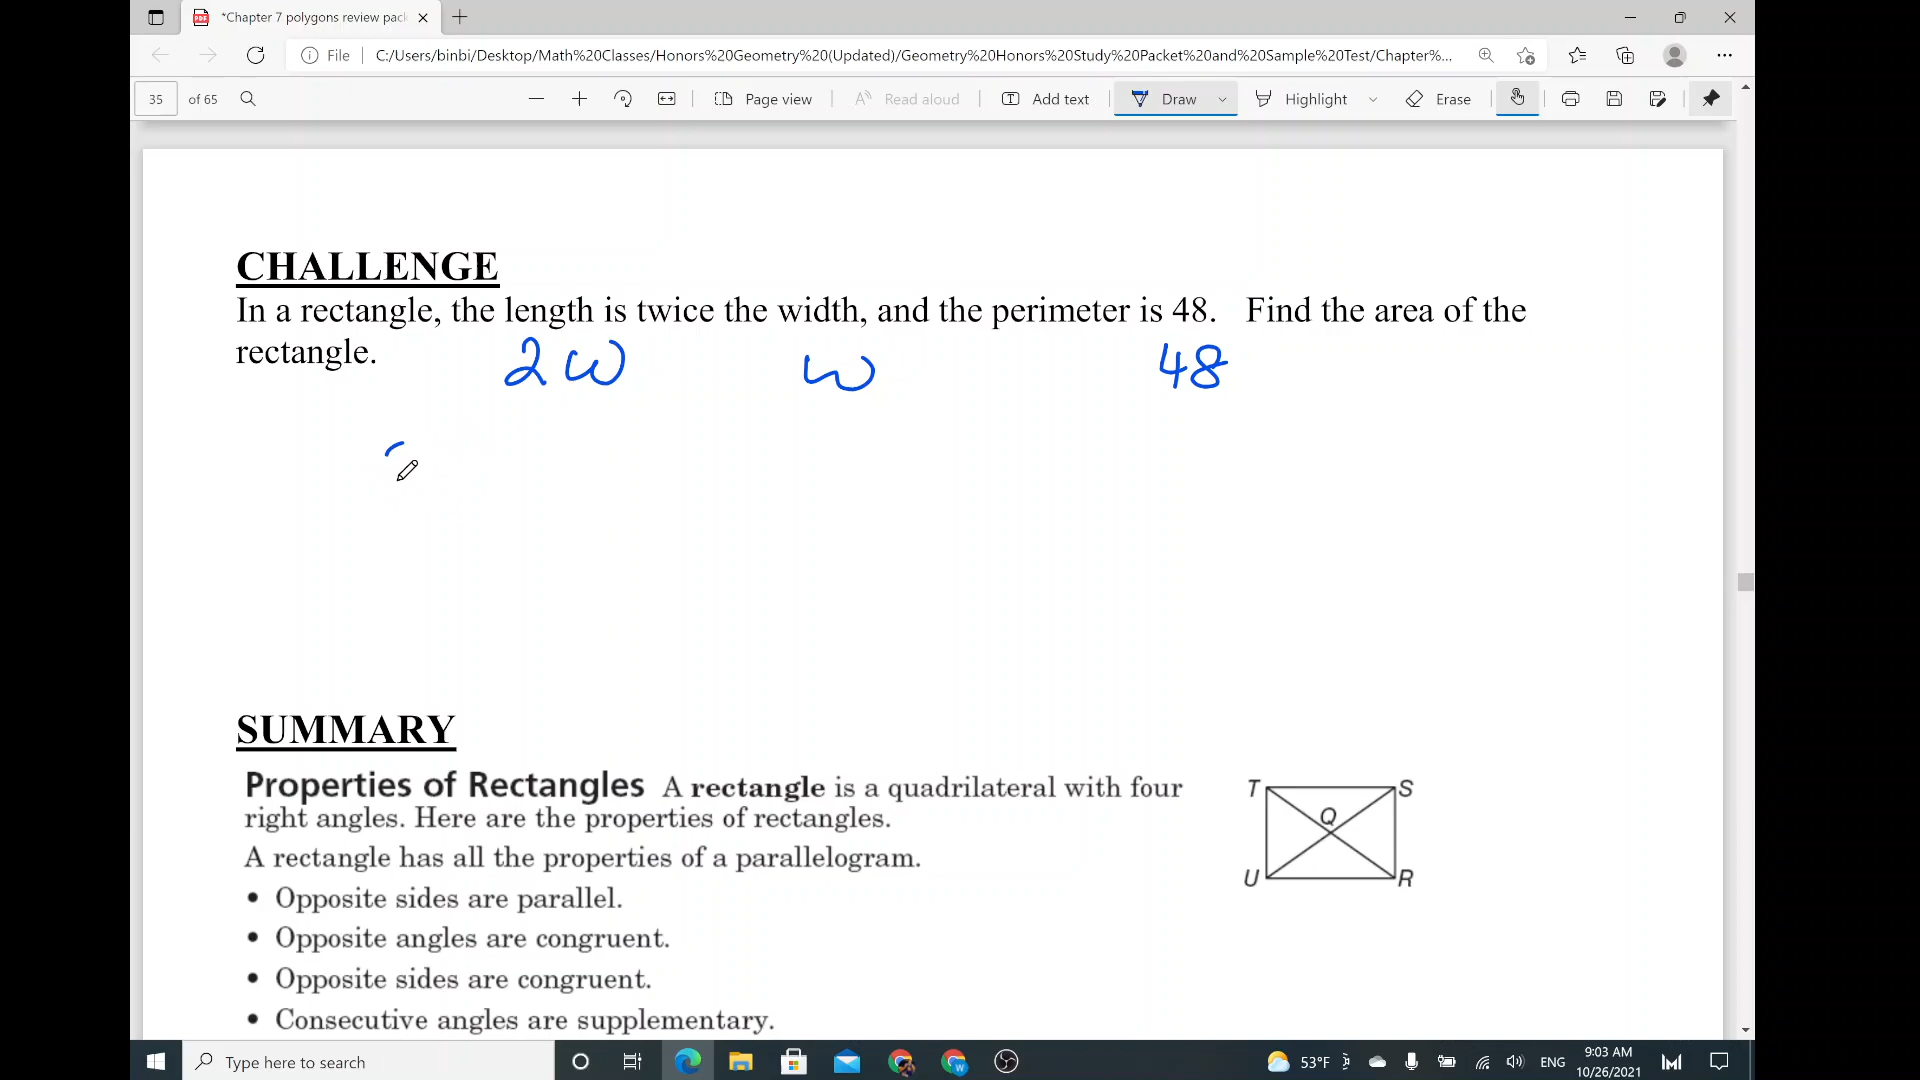 *Chapter 7 polygons review pac
File C:/Users/binbi/Desktop/Math%20Classes/Honors%20Geometry%20(Updated)/Geometry%20Honors%20Study%20Packet%20and%20Sample%20Test/Chapter%...
35 of 65 Page view Read aloud Add text Draw Highlight Erase
CHALLENGE
In a rectangle, the length is twice the width, and the perimeter is 48. Find the area of the
rectangle.
2w w 48
SUMMARY
Properties of Rectangles A rectangle is a quadrilateral with four
right angles. Here are the properties of rectangles.
A rectangle has all the properties of a parallelogram.
• Opposite sides are parallel.
• Opposite angles are congruent.
• Opposite sides are congruent.
• Consecutive angles are supplementary.
T S
Q
U R
Type here to search 53°F ENG 9:03 AM
10/26/2021